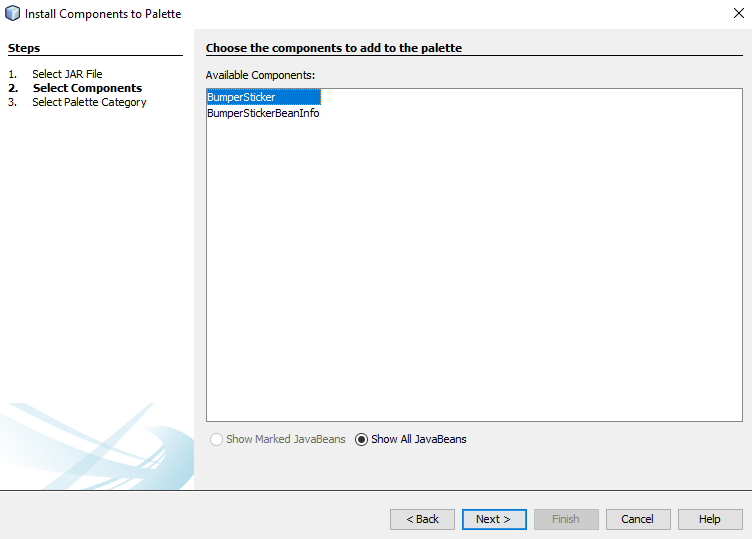 Install Components to Palette
Steps
1. Select JAR File
2. Select Components
3. Select Palette Category
Choose the components to add to the palette
Available Components:
BumperSticker
BumperStickerBeanInfo
Show Marked JavaBeans Show All JavaBeans
< Back Next > Finish Cancel Help